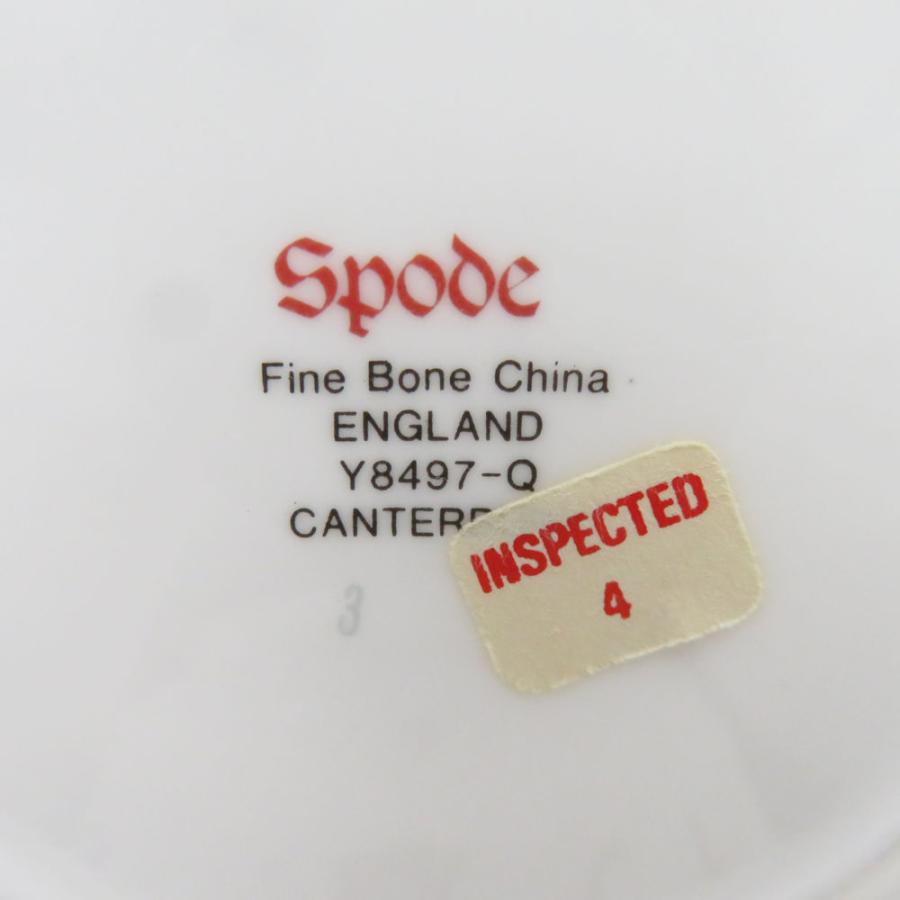 Spode
Fine Bone China
ENGLAND
Y8497-Q
INSPECTED
4
3